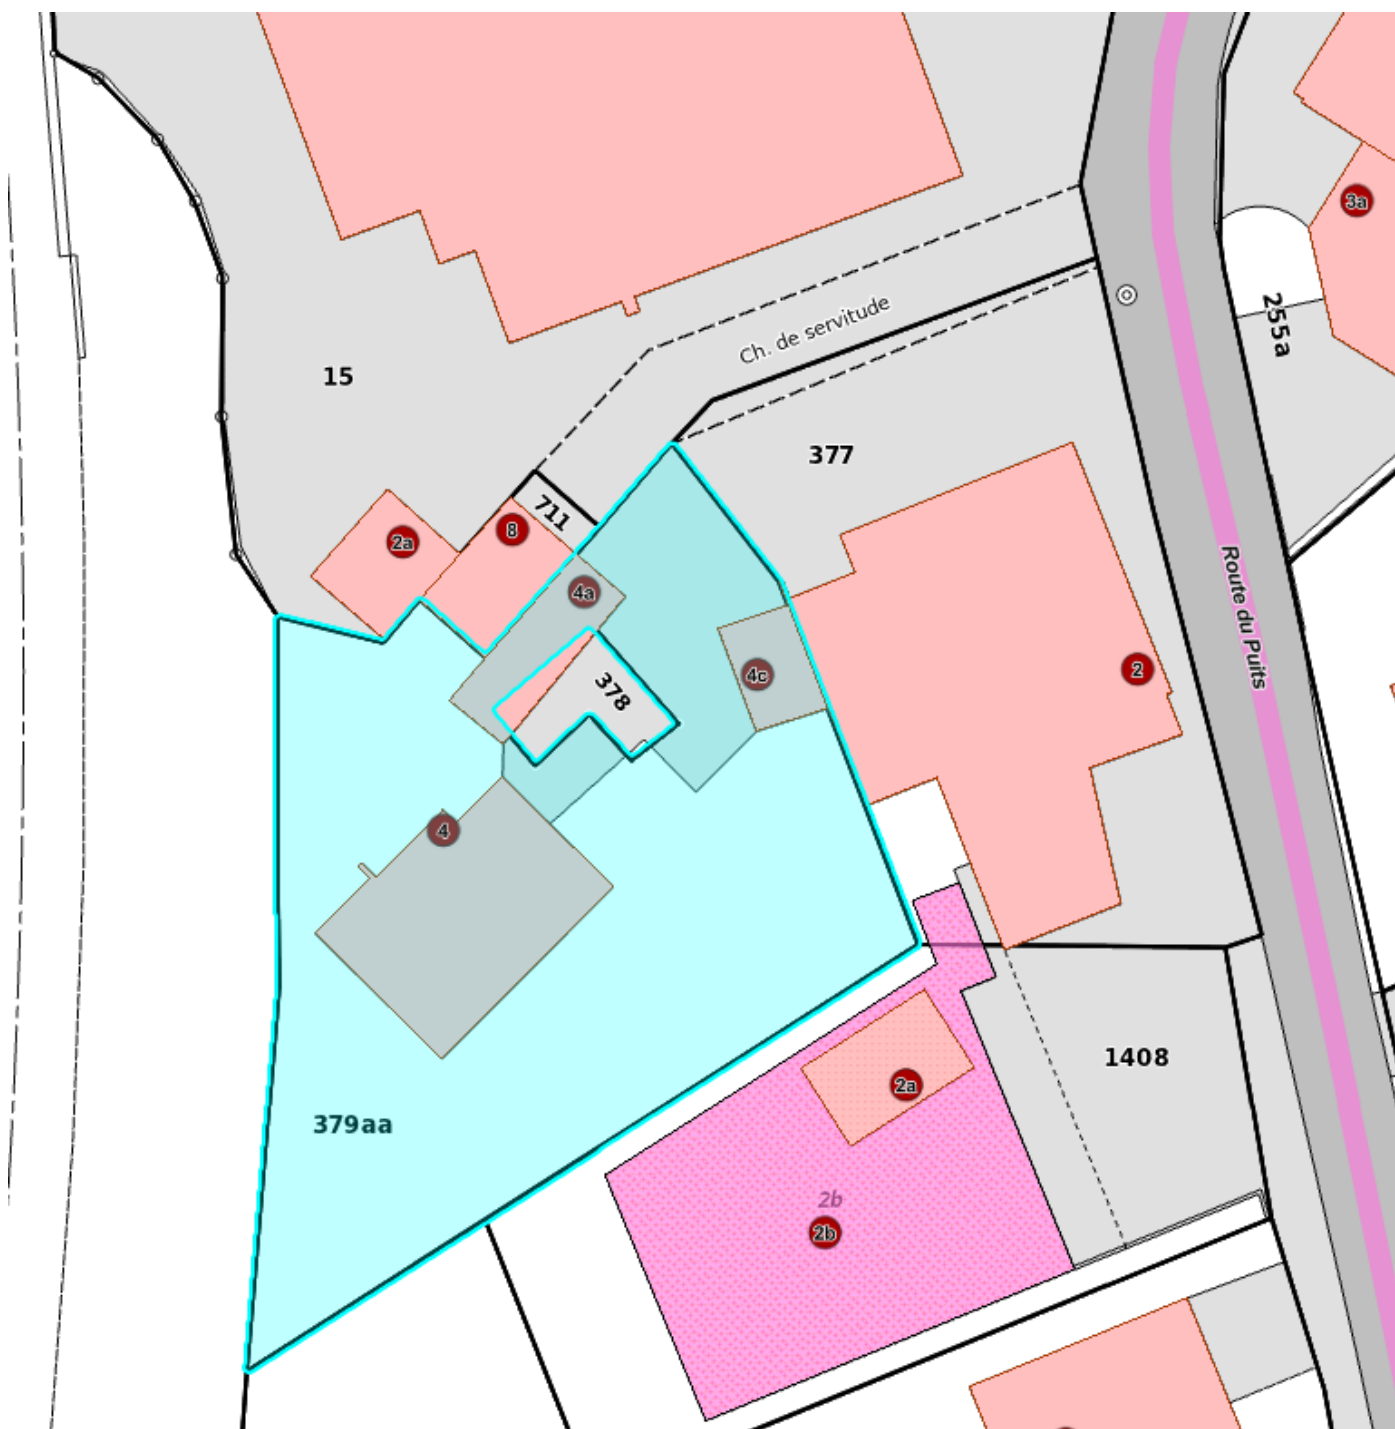 3a
255a
Ch. de servitude
15
377
711
8
2a
4a
Route du Puits
4c
2
378
4
1408
2a
379aa
2b
2b